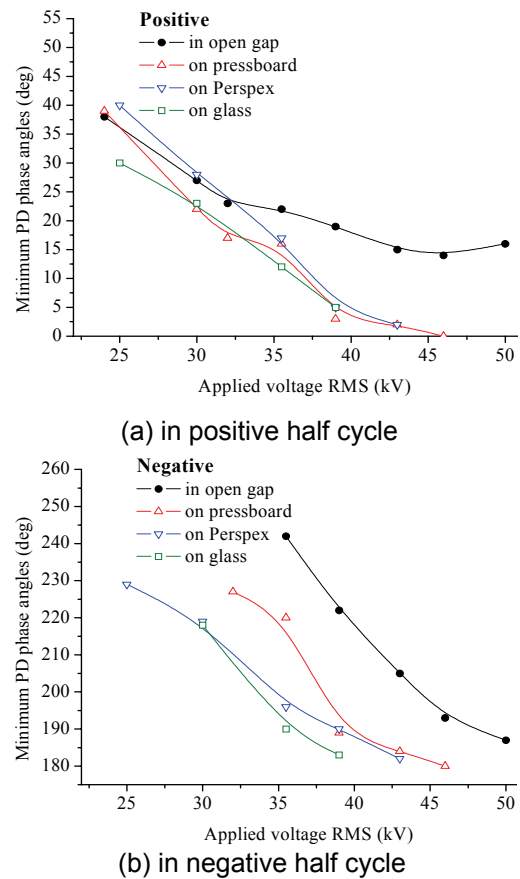 Positive
in open gap
on pressboard
on Perspex
on glass
Minimum PD phase angles (deg)
55
50
45
40
35
30
25
20
15
10
5
0
25 30 35 40 45 50
Applied voltage RMS (kV)
(a) in positive half cycle
Negative
in open gap
on pressboard
on Perspex
on glass
Minimum PD phase angles (deg)
260
250
240
230
220
210
200
190
180
25 30 35 40 45 50
Applied voltage RMS (kV)
(b) in negative half cycle